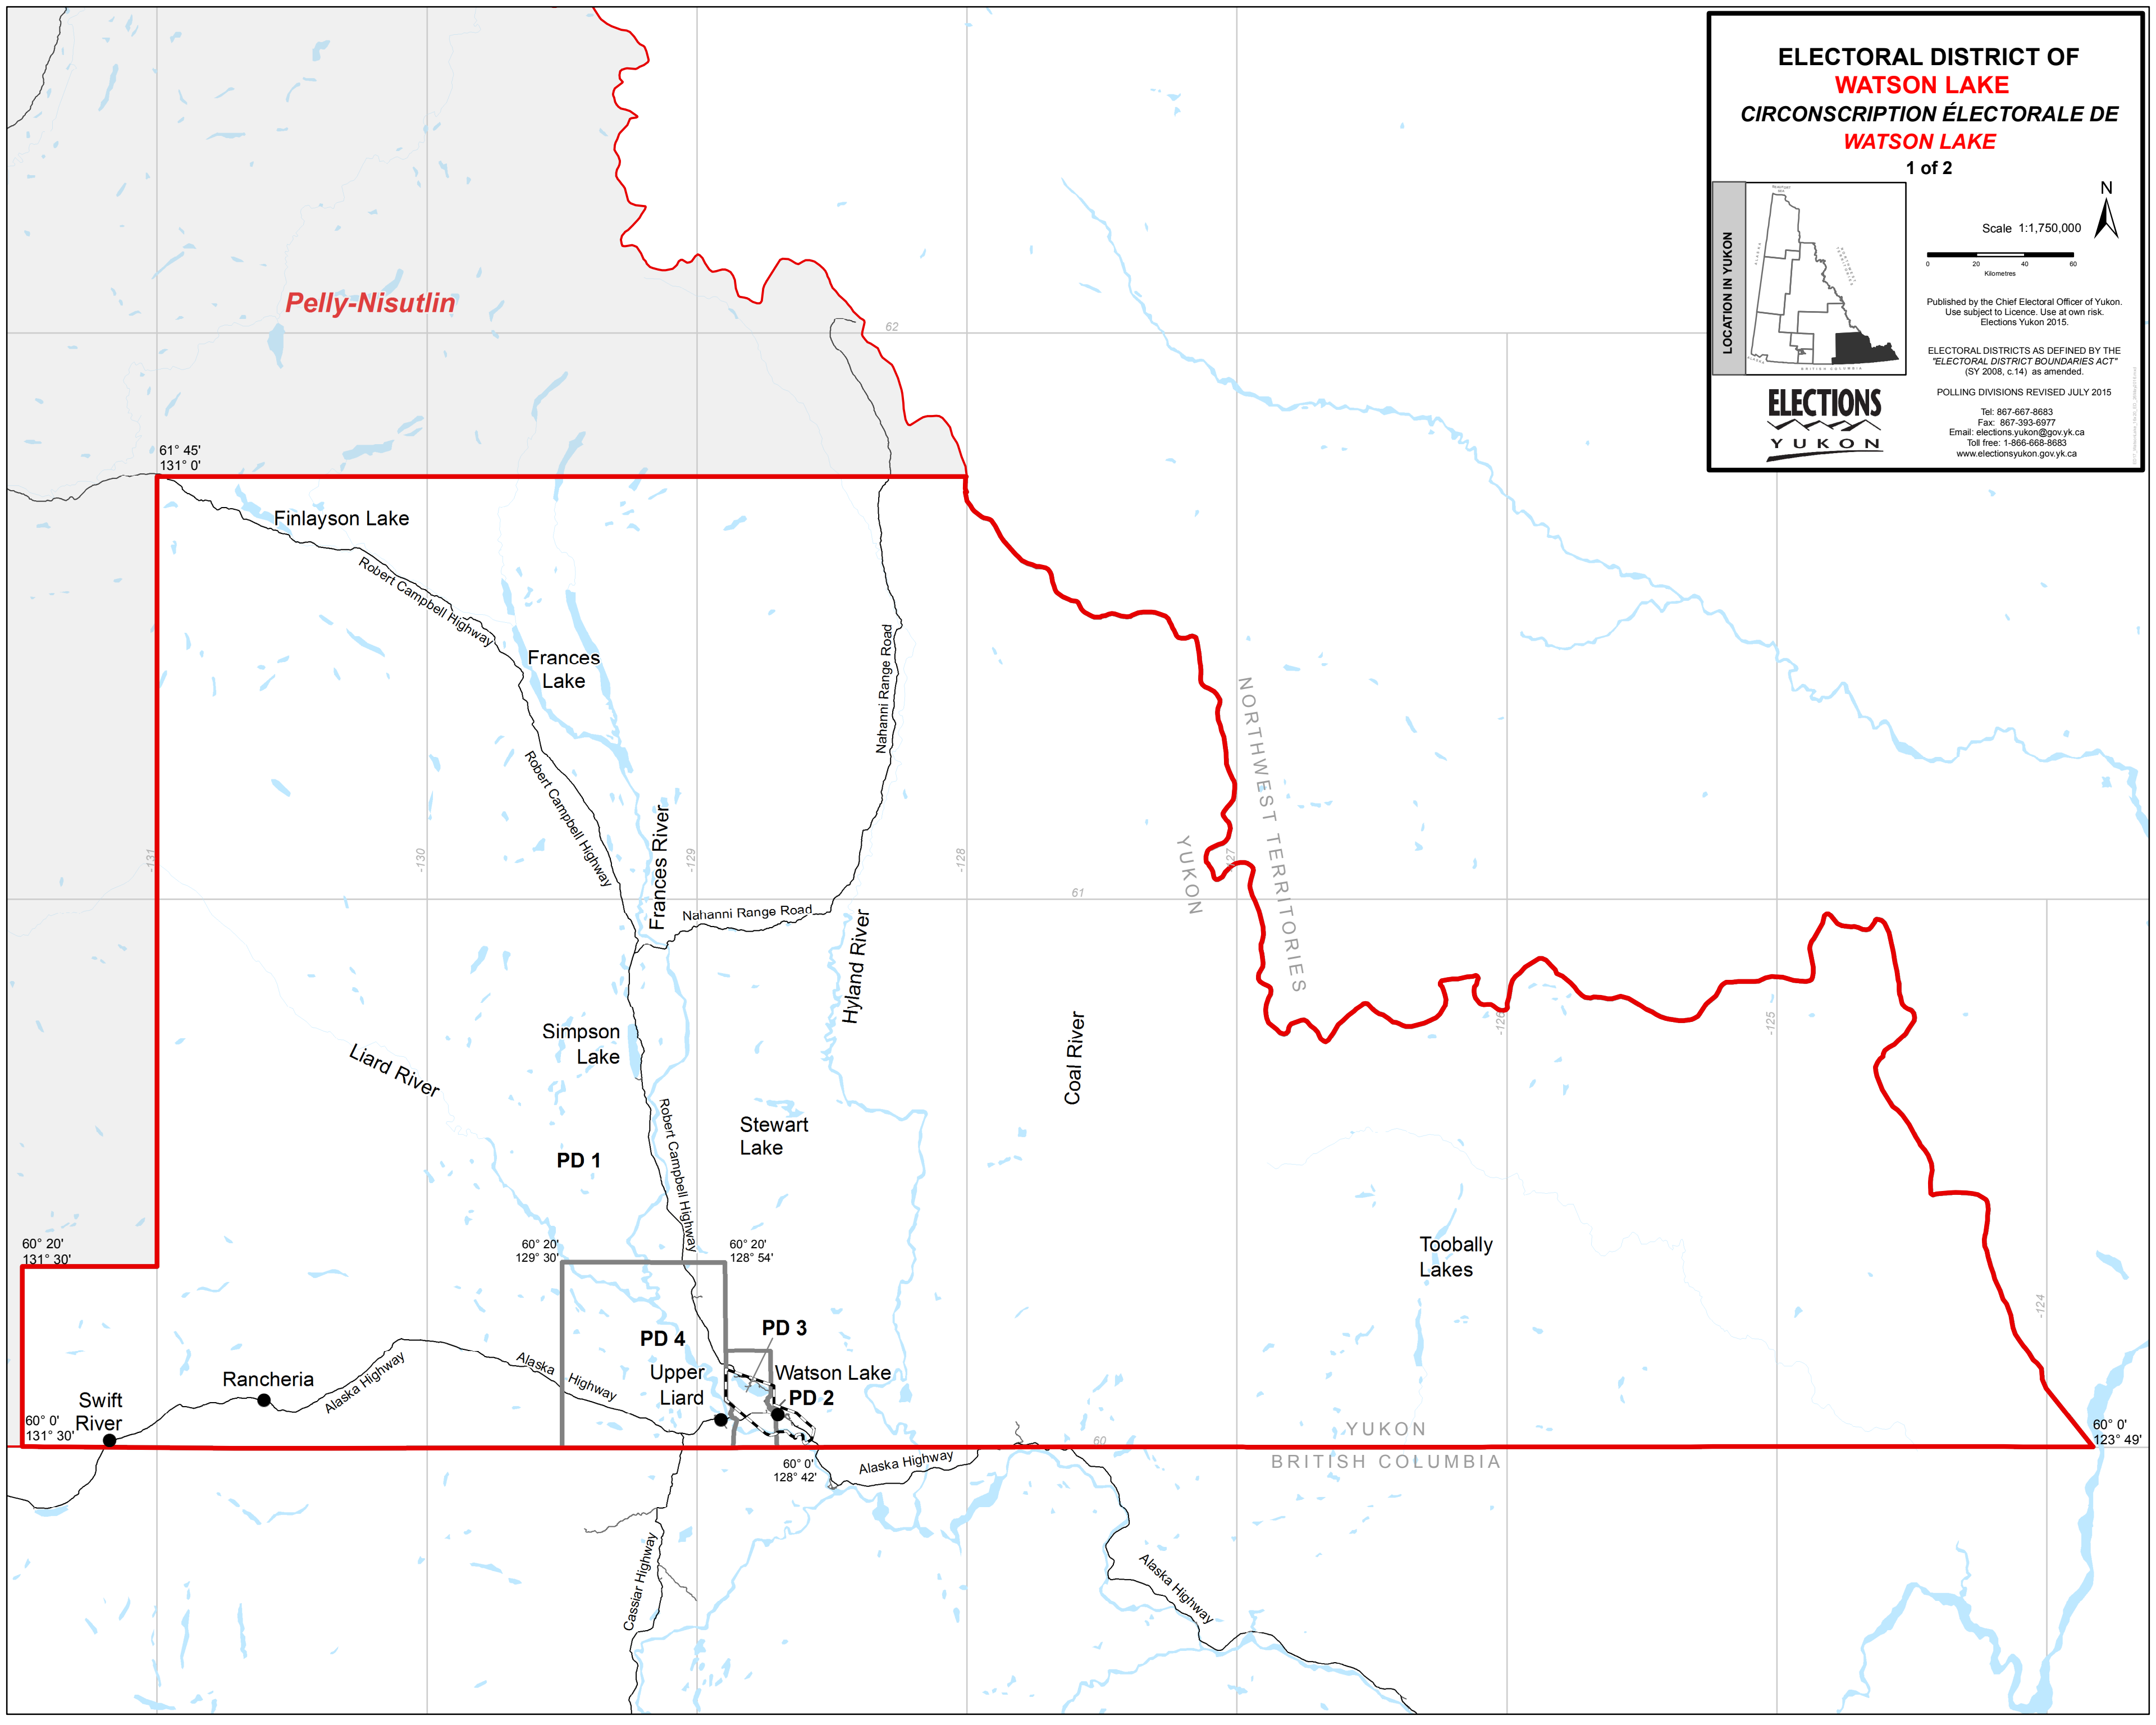 ELECTORAL DISTRICT OF
WATSON LAKE
CIRCONSCRIPTION ÉLECTORALE DE
WATSON LAKE
1 of 2
LOCATION IN YUKON
BRITISH COLUMBIA
N
Scale 1:1,750,000
0 20 40 60
Kilometres
Published by the Chief Electoral Officer of Yukon.
Use subject to Licence. Use at own risk.
Elections Yukon 2015.
ELECTORAL DISTRICTS AS DEFINED BY THE
"ELECTORAL DISTRICT BOUNDARIES ACT"
(SY 2008, c.14) as amended.
POLLING DIVISIONS REVISED JULY 2015
Tel: 867-667-8683
Fax: 867-393-6977
Email: elections.yukon@gov.yk.ca
Toll free: 1-866-668-8683
www.electionsyukon.gov.yk.ca
ELECTIONS
YUKON
Pelly-Nisutlin
62
61° 45'
131° 0'
Finlayson Lake
Robert Campbell Highway
Frances
Lake
Nahanni Range Road
NORTHWEST TERRITORIES
YUKON
Robert Campbell Highway
Frances River
-131
-130
-129
-128
-127
61
Nahanni Range Road
Hyland River
-126
-125
Simpson
Lake
Liard River
Coal River
Robert Campbell Highway
Stewart
Lake
PD 1
60° 20'
131° 30'
60° 20'
129° 30'
60° 20'
128° 54'
Toobally
Lakes
-124
PD 3
PD 4
Alaska Highway
Upper
Liard
Watson Lake
PD 2
Rancheria
Alaska Highway
Swift
River
60° 0'
131° 30'
YUKON
60
BRITISH COLUMBIA
60° 0'
123° 49'
60° 0'
128° 42'
Alaska Highway
Cassiar Highway
Alaska Highway